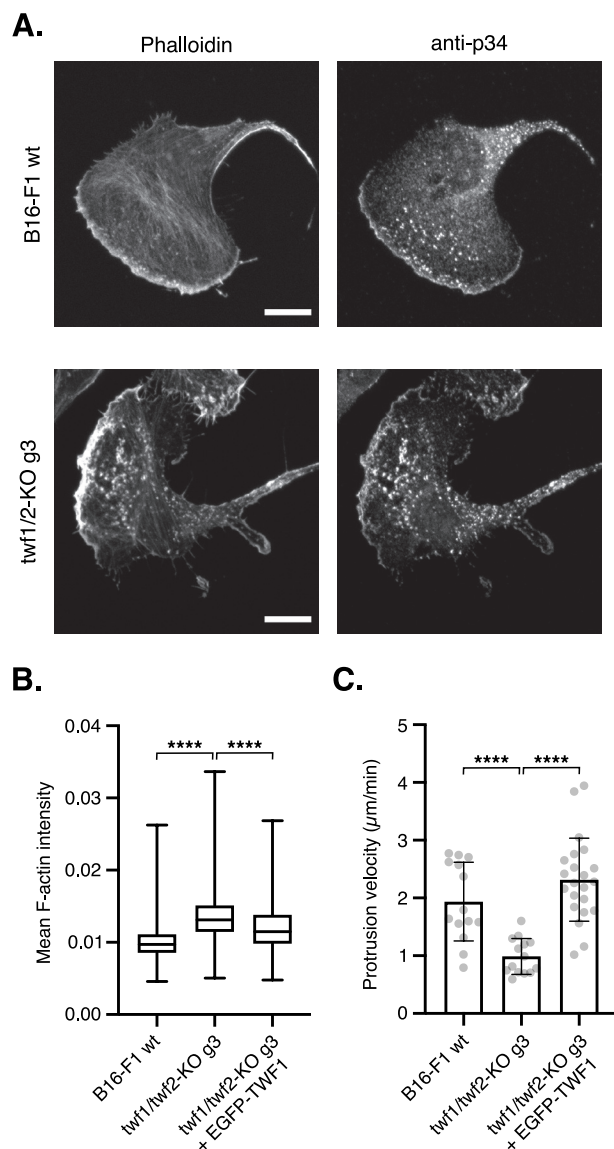 A.
Phalloidin
anti-p34
B16-F1 wt
twf1/2-KO g3
B.
C.
Mean F-actin intensity
0.04
0.03
0.02
0.01
0.00
****
****
B16-F1 wt
twf1/twf2-KO g3
twf1/twf2-KO g3
+ EGFP-TWF1
Protrusion velocity (µm/min)
5
4
3
2
1
0
****
****
B16-F1 wt
twf1/twf2-KO g3
twf1/twf2-KO g3
+ EGFP-TWF1